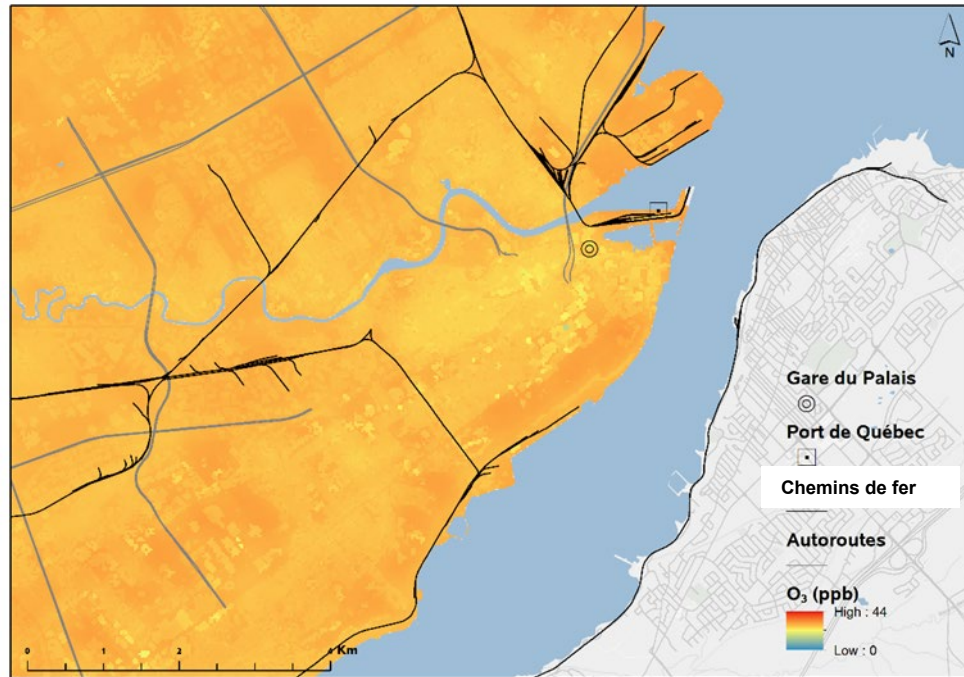 N
Gare du Palais
Port de Québec
Chemins de fer
Autoroutes
O₃ (ppb)
High : 44
Low : 0
0 1 2 4 Km